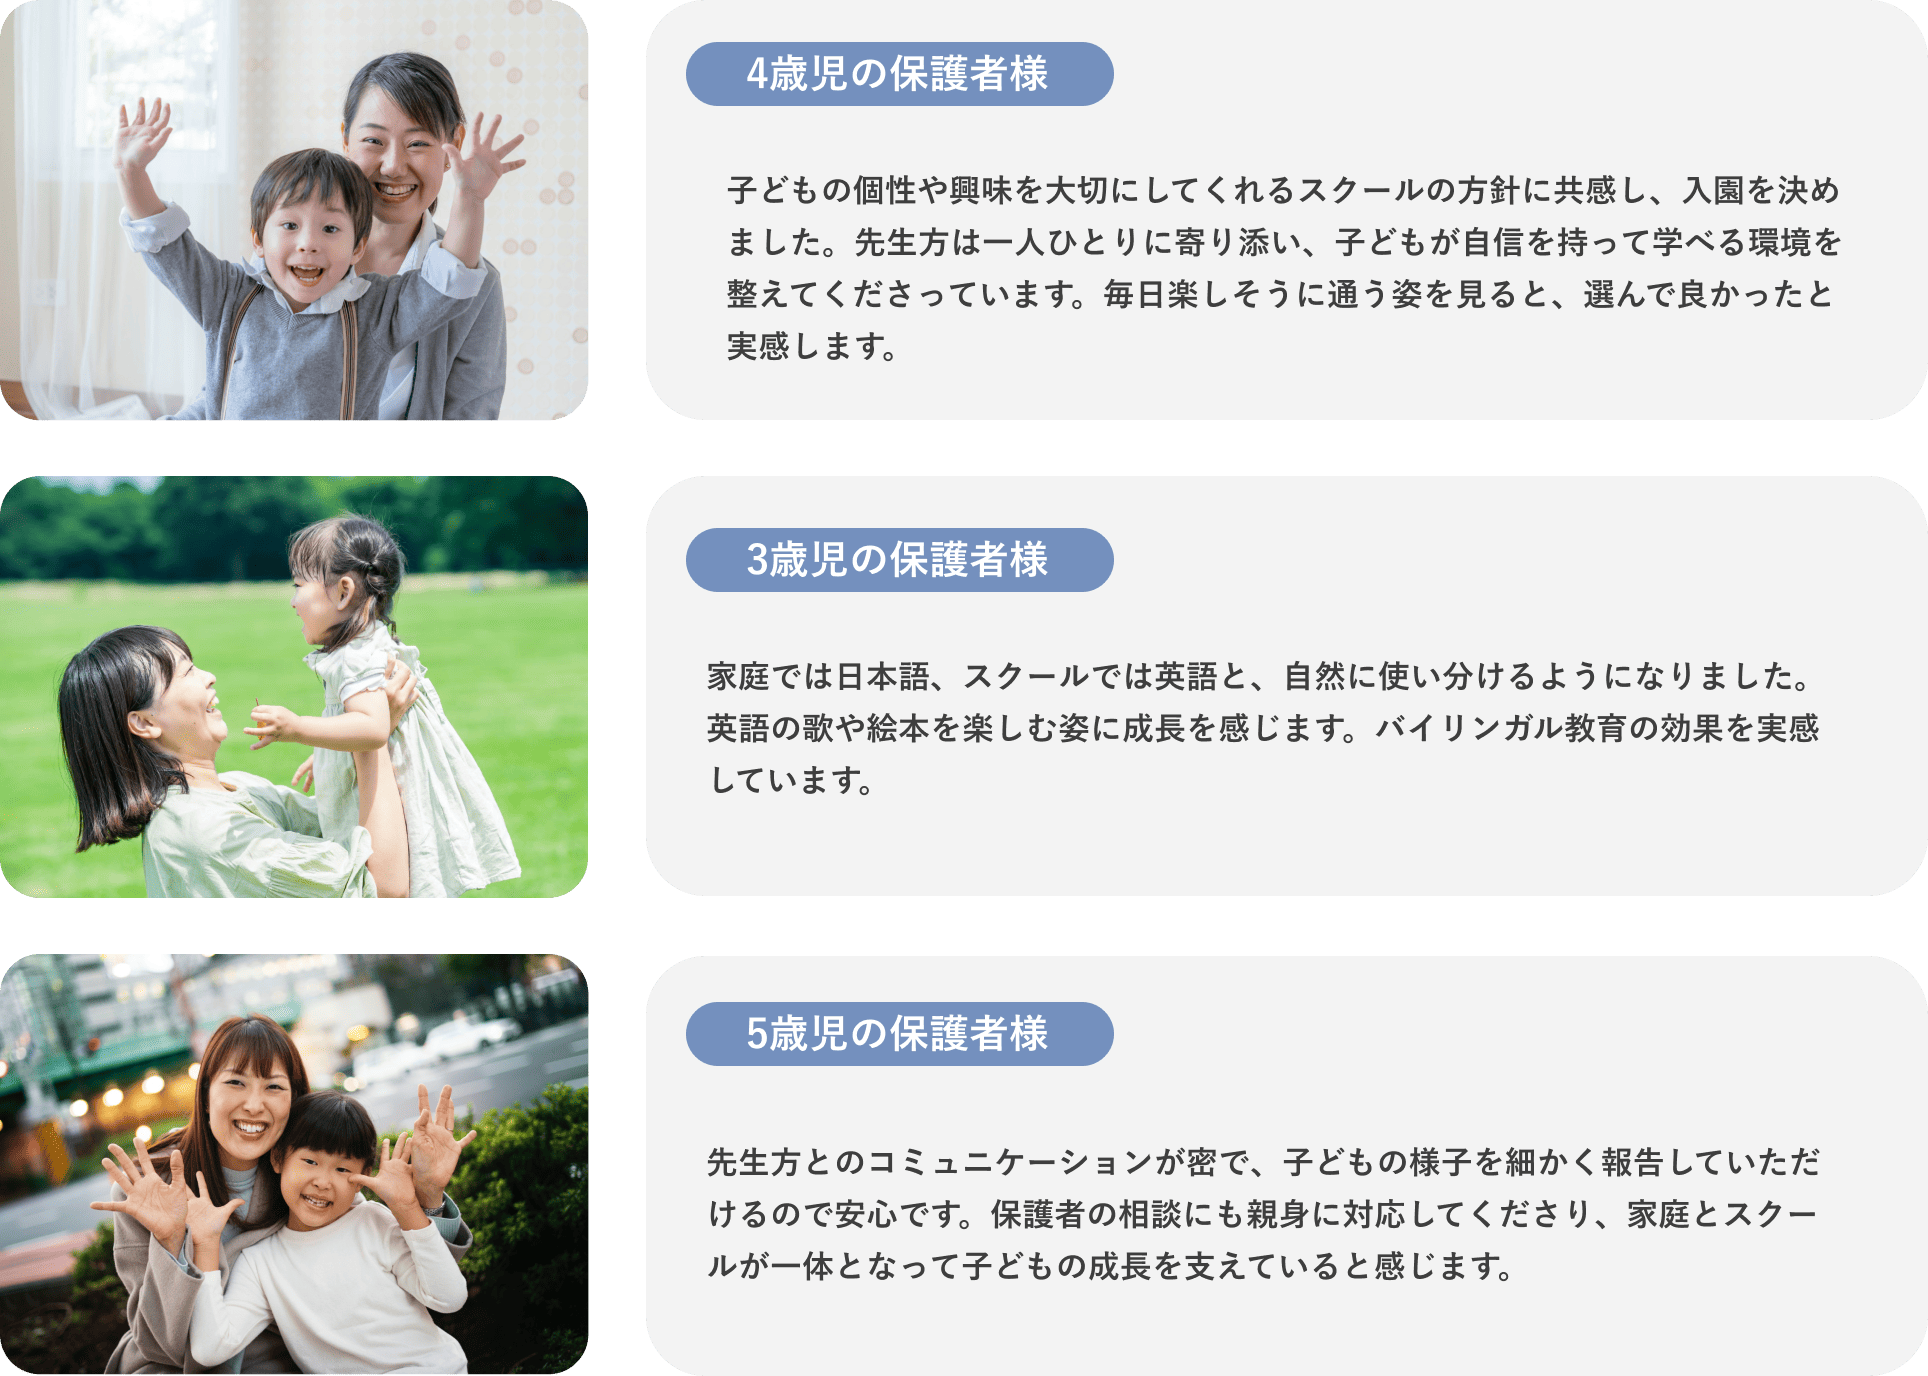 4歳児の保護者様
子どもの個性や興味を大切にしてくれるスクールの方針に共感し、入園を決め
ました。先生方は一人ひとりに寄り添い、子どもが自信を持って学べる環境を
整えてくださっています。毎日楽しそうに通う姿を見ると、選んで良かったと
実感します。
3歳児の保護者様
家庭では日本語、スクールでは英語と、自然に使い分けるようになりました。
英語の歌や絵本を楽しむ姿に成長を感じます。バイリンガル教育の効果を実感
しています。
5歳児の保護者様
先生方とのコミュニケーションが密で、子どもの様子を細かく報告していただ
けるので安心です。保護者の相談にも親身に対応してくださり、家庭とスクー
ルが一体となって子どもの成長を支えていると感じます。